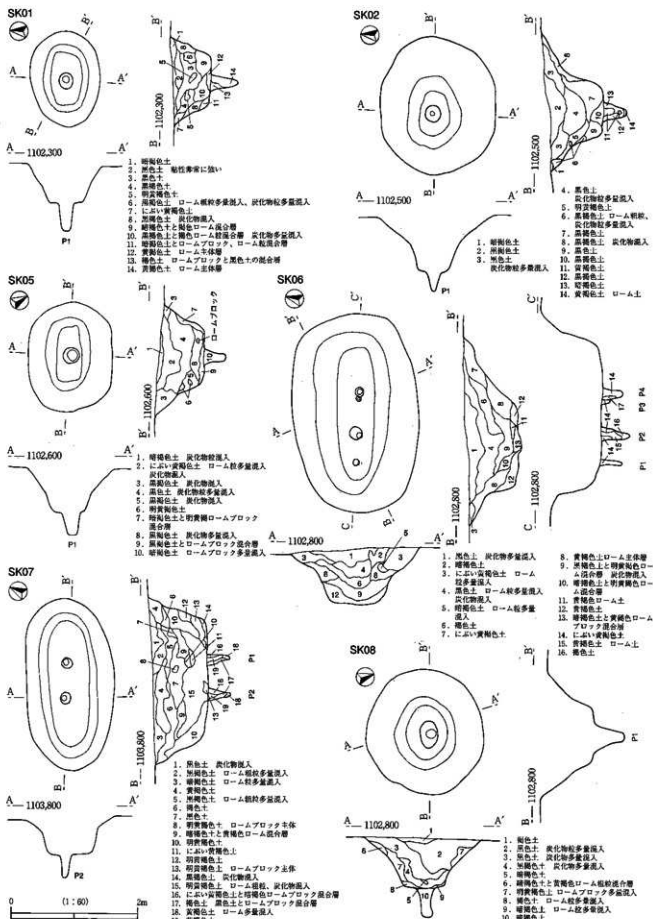 SK01
B'
B'
A
A'
B
B
1102,300
1102,300
P1
1. 暗褐色土
2. 黒色土 粘性非常に強い
3. 黒色土
4. 黒褐色土
5. 明黄褐色土
6. 黒褐色土 ローム粗粒多量混入、炭化物粒多量混入
7. にぶい黄褐色土
8. 黒褐色土 炭化物混入
9. 暗褐色土と褐色ローム混合層
10. 黒褐色土と褐色ローム粒混合層 炭化物多量混入
11. 暗褐色土とロームブロック、ローム粒混合層
12. 黄褐色土 ローム主体層
13. 褐色土 ロームブロックと黒色土の混合層
14. 黄褐色土 ローム主体層
SK02
B'
B'
A
A'
B
B
1102,500
1102,500
P1
1. 暗褐色土
2. 黒褐色土
3. 黒色土
炭化物粒多量混入
4. 黒色土
炭化物粒多量混入
5. 明黄褐色土
6. 黒褐色土 ローム粗粒、
炭化物粒多量混入
7. 黒褐色土
8. 黒褐色土 炭化物混入
9. 黒色土
10. 黒褐色土
11. 黄褐色土
12. 黒褐色土
13. 暗褐色土
14. 黄褐色土 ローム土
SK05
B'
B'
A
A'
B
B
ロームブロック
1102,600
1102,600
P1
1. 暗褐色土 炭化物粒混入
2. にぶい黄褐色土 ローム粒多量混入
炭化物混入
3. 黒褐色土 炭化物混入
4. 黒色土 炭化物粒多量混入
5. 黒褐色土 炭化物混入
6. 明黄褐色土
7. 暗褐色土と明黄褐ロームブロック
混合層
8. 黒褐色土 炭化物多量混入
9. 黒褐色土とロームブロック混合層
10. 暗褐色土 ロームブロック多量混入
SK06
B'
C'
A'
A
C
B
1102,800
1102,800
1102,800
P4
P3
P2
P1
1. 黒色土 炭化物多量混入
2. 暗褐色土
3. にぶい黄褐色土 ローム
粒多量混入
4. 黒色土 ローム粒多量混入
炭化物混入
5. 暗褐色土 ローム粒多量
混入
6. 褐色土
7. にぶい黄褐色土
8. 黄褐色土ローム主体層
9. 黒褐色土と明黄褐色ロー
ム混合層 炭化物混入
10. 暗褐色土と明黄褐色ロー
ム混合層
11. 黄褐色ローム土
12. 黄褐色土
13. 暗褐色土と黄褐色ローム
ブロック混合層
14. にぶい黄褐色土
15. 黄褐色土 ローム土
16. 褐色土
SK07
B'
B'
A
A'
B
B
1103,800
1103,800
P1
P2
P2
1. 黒色土 炭化物混入
2. 黒褐色土 ローム粗粒多量混入
3. 暗褐色土 ローム粒多量混入
4. 黄褐色土
5. 黒褐色土 ローム粗粒多量混入
6. 褐色土
7. 黒色土
8. 明黄褐色土 ロームブロック主体
9. 暗褐色土と黄褐色ローム混合層
10. 明黄褐色土
11. にぶい黄褐色土
12. 明黄褐色土
13. 明黄褐色土 ロームブロック主体
14. 黒褐色土 炭化物混入
15. 明黄褐色土 ローム粗粒、炭化物混入
16. にぶい黄褐色土と暗褐色ロームブロック混合層
17. 褐色土 黒色土とロームブロック混合層
18. 黄褐色土 ローム多量混入
SK08
B'
A'
A
B
1102,800
1102,800
P1
1. 褐色土
2. 黒色土 炭化物粒多量混入
3. 黒色土 炭化物多量混入
4. 黒褐色土 炭化物多量混入
5. 暗褐色土
6. 暗褐色土と黄褐色ローム粗粒混合層
7. 明黄褐色土 ロームブロック多量混入
8. 黄色土 ローム粒多量混入
9. 暗褐色土 ローム粒多量混入
0 (1:60) 2m